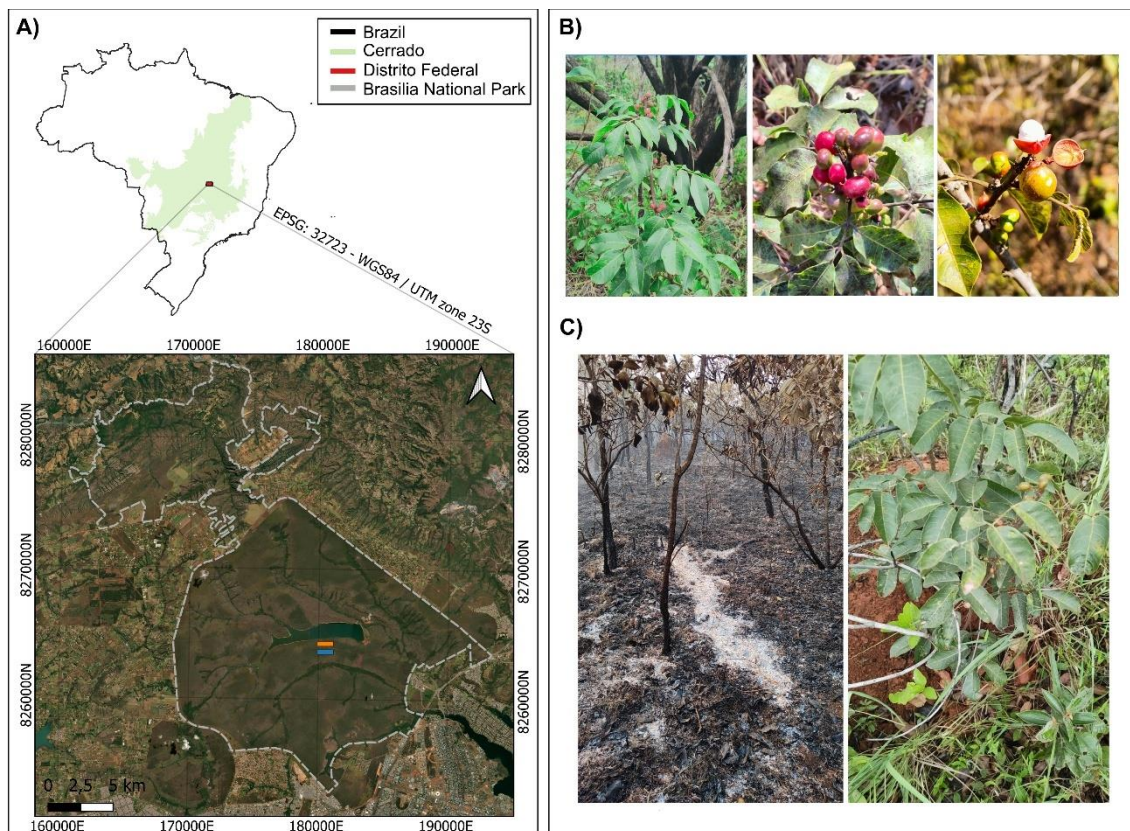 A)
Brazil
Cerrado
Distrito Federal
Brasilia National Park
EPSG: 32723 - WGS84 / UTM zone 23S
160000E 170000E 180000E 190000E
8280000N 8280000N
8270000N 8270000N
8260000N 8260000N
0 2,5 5 km
160000E 170000E 180000E 190000E
B)
C)